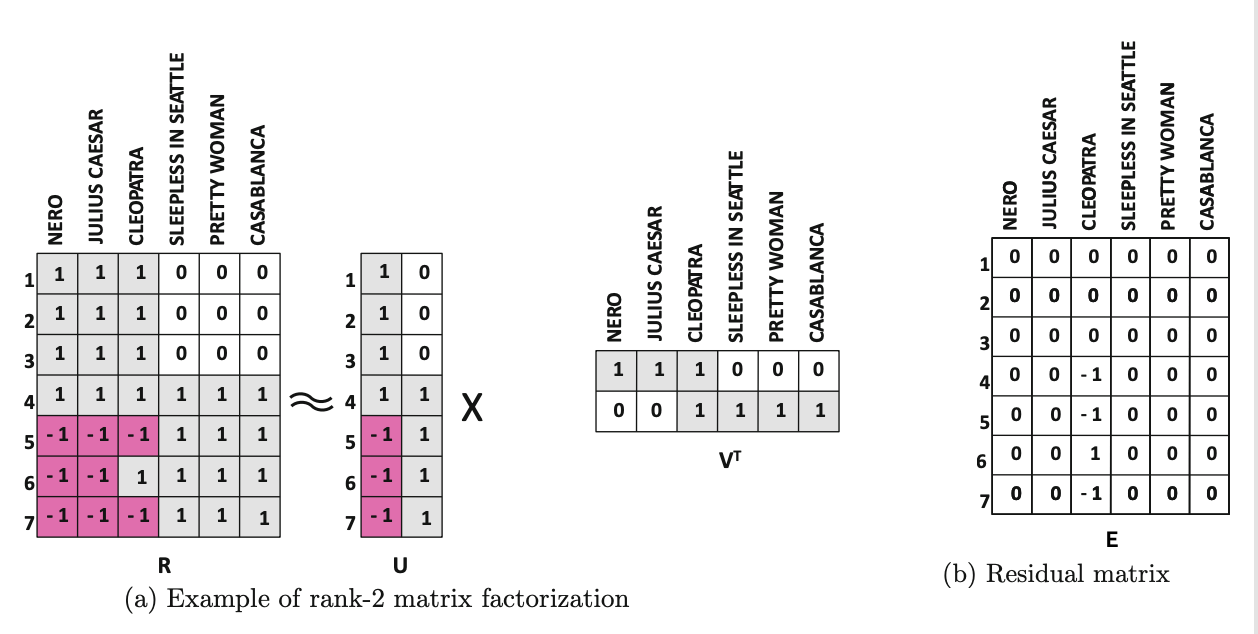 NERO
JULIUS CAESAR
CLEOPATRA
SLEEPLESS IN SEATTLE
PRETTY WOMAN
CASABLANCA
1 1 1 1 0 0 0
2 1 1 1 0 0 0
3 1 1 1 0 0 0
4 1 1 1 1 1 1
5 -1 -1 -1 1 1 1
6 -1 -1 1 1 1 1
7 -1 -1 -1 1 1 1
R
≈
1 1 0
2 1 0
3 1 0
4 1 1
5 -1 1
6 -1 1
7 -1 1
U
X
NERO
JULIUS CAESAR
CLEOPATRA
SLEEPLESS IN SEATTLE
PRETTY WOMAN
CASABLANCA
1 1 1 0 0 0
0 0 1 1 1 1
Vᵀ
(a) Example of rank-2 matrix factorization
NERO
JULIUS CAESAR
CLEOPATRA
SLEEPLESS IN SEATTLE
PRETTY WOMAN
CASABLANCA
1 0 0 0 0 0 0
2 0 0 0 0 0 0
3 0 0 0 0 0 0
4 0 0 -1 0 0 0
5 0 0 -1 0 0 0
6 0 0 1 0 0 0
7 0 0 -1 0 0 0
E
(b) Residual matrix